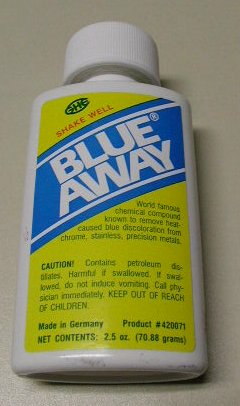 SHC
SHAKE WELL
BLUE®
AWAY
World famous
chemical compound
known to remove heat-
caused blue discoloration from
chrome, stainless, precision metals.
CAUTION! Contains petroleum dis-
tillates. Harmful if swallowed. If swal-
lowed, do not induce vomiting. Call phy-
sician immediately. KEEP OUT OF REACH
OF CHILDREN.
Made in Germany Product #420071
NET CONTENTS: 2.5 oz. (70.88 grams)